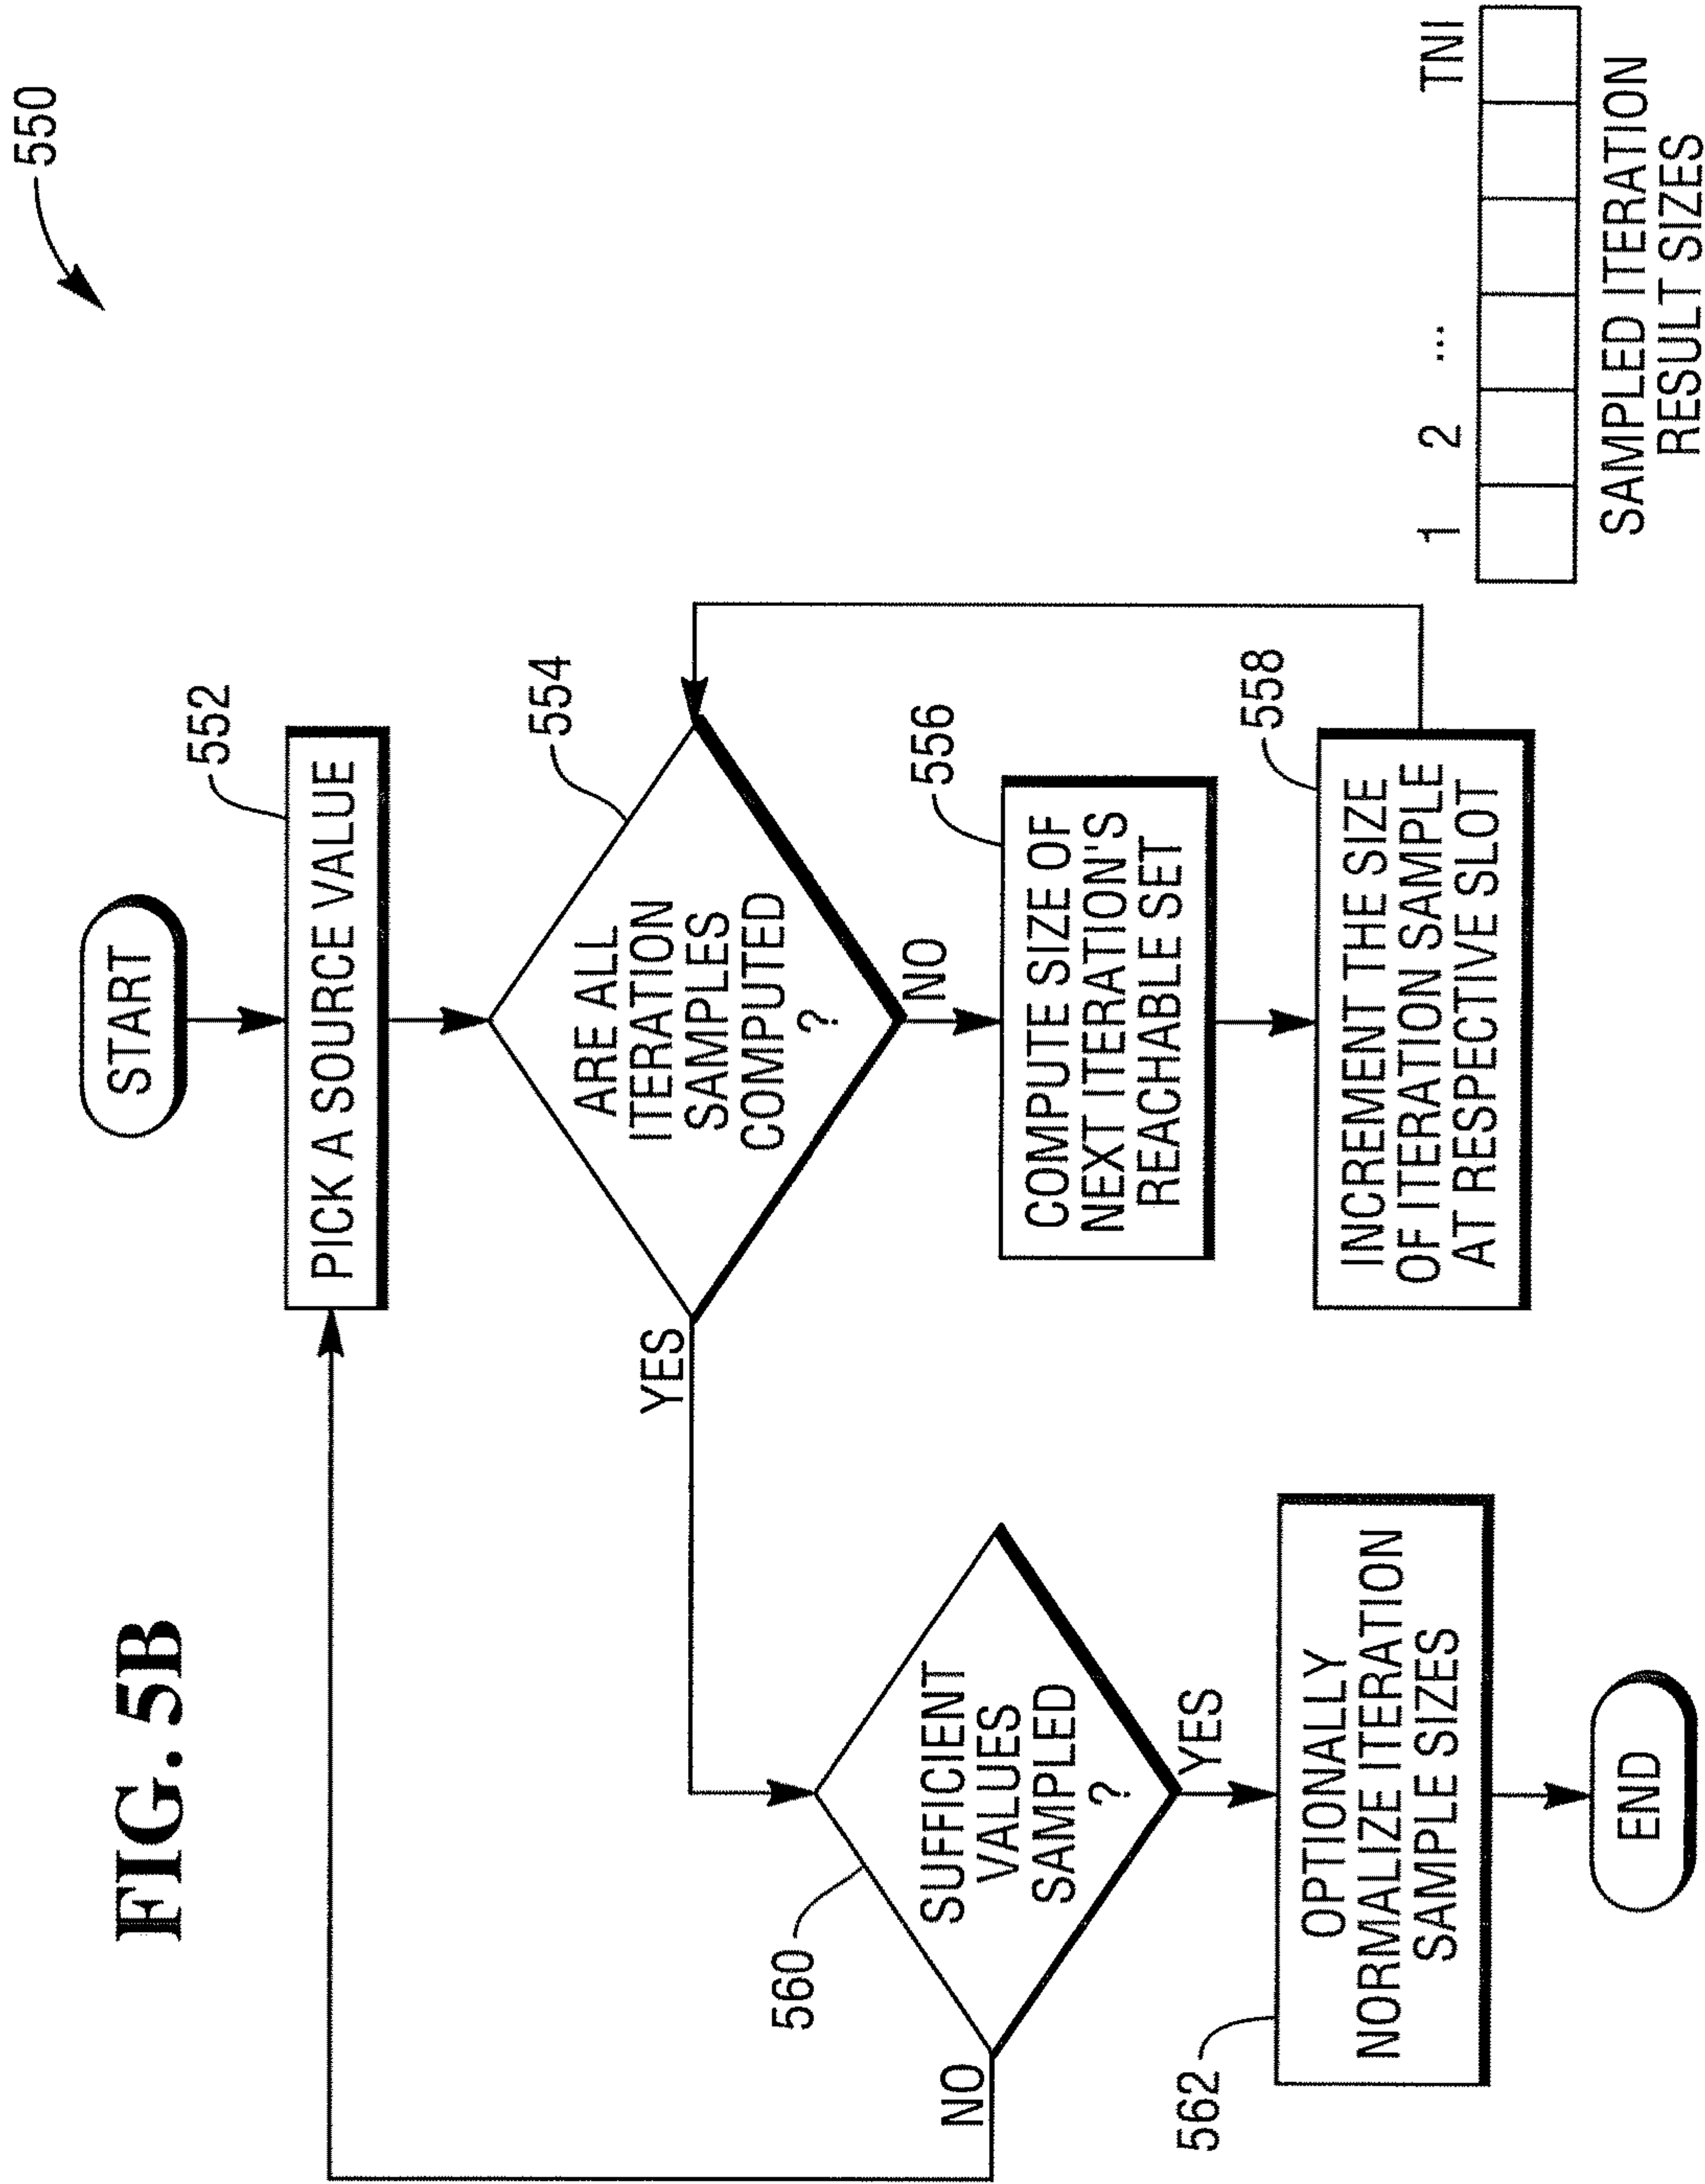 FIG. 5B
550
START
552
PICK A SOURCE VALUE
554
ARE ALL
ITERATION
SAMPLES
COMPUTED
?
YES
NO
556
COMPUTE SIZE OF
NEXT ITERATION'S
REACHABLE SET
558
INCREMENT THE SIZE
OF ITERATION SAMPLE
AT RESPECTIVE SLOT
560
SUFFICIENT
VALUES
SAMPLED
?
NO
YES
562
OPTIONALLY
NORMALIZE ITERATION
SAMPLE SIZES
END
1 2 ... TNI
SAMPLED ITERATION
RESULT SIZES